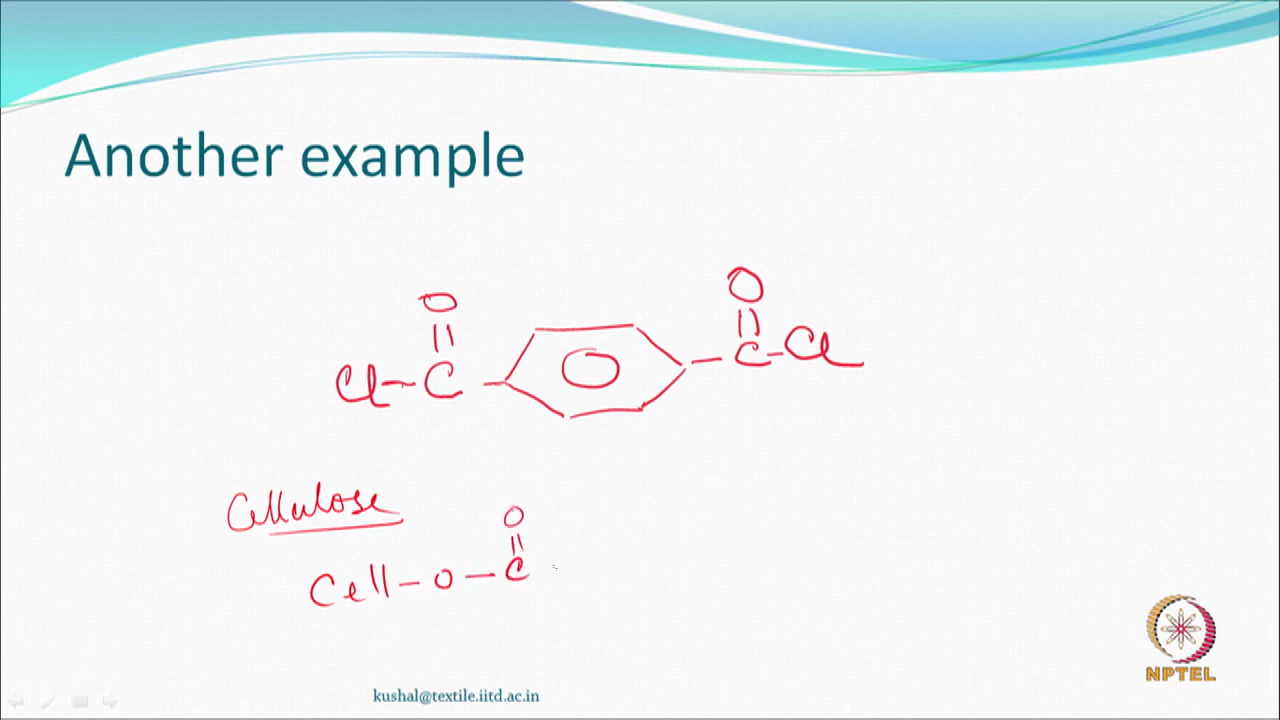 Another example
O O
|| ||
Cl–C– –C–Cl
Cellulose
O
||
Cell–O–C
NPTEL
kushal@textile.iitd.ac.in